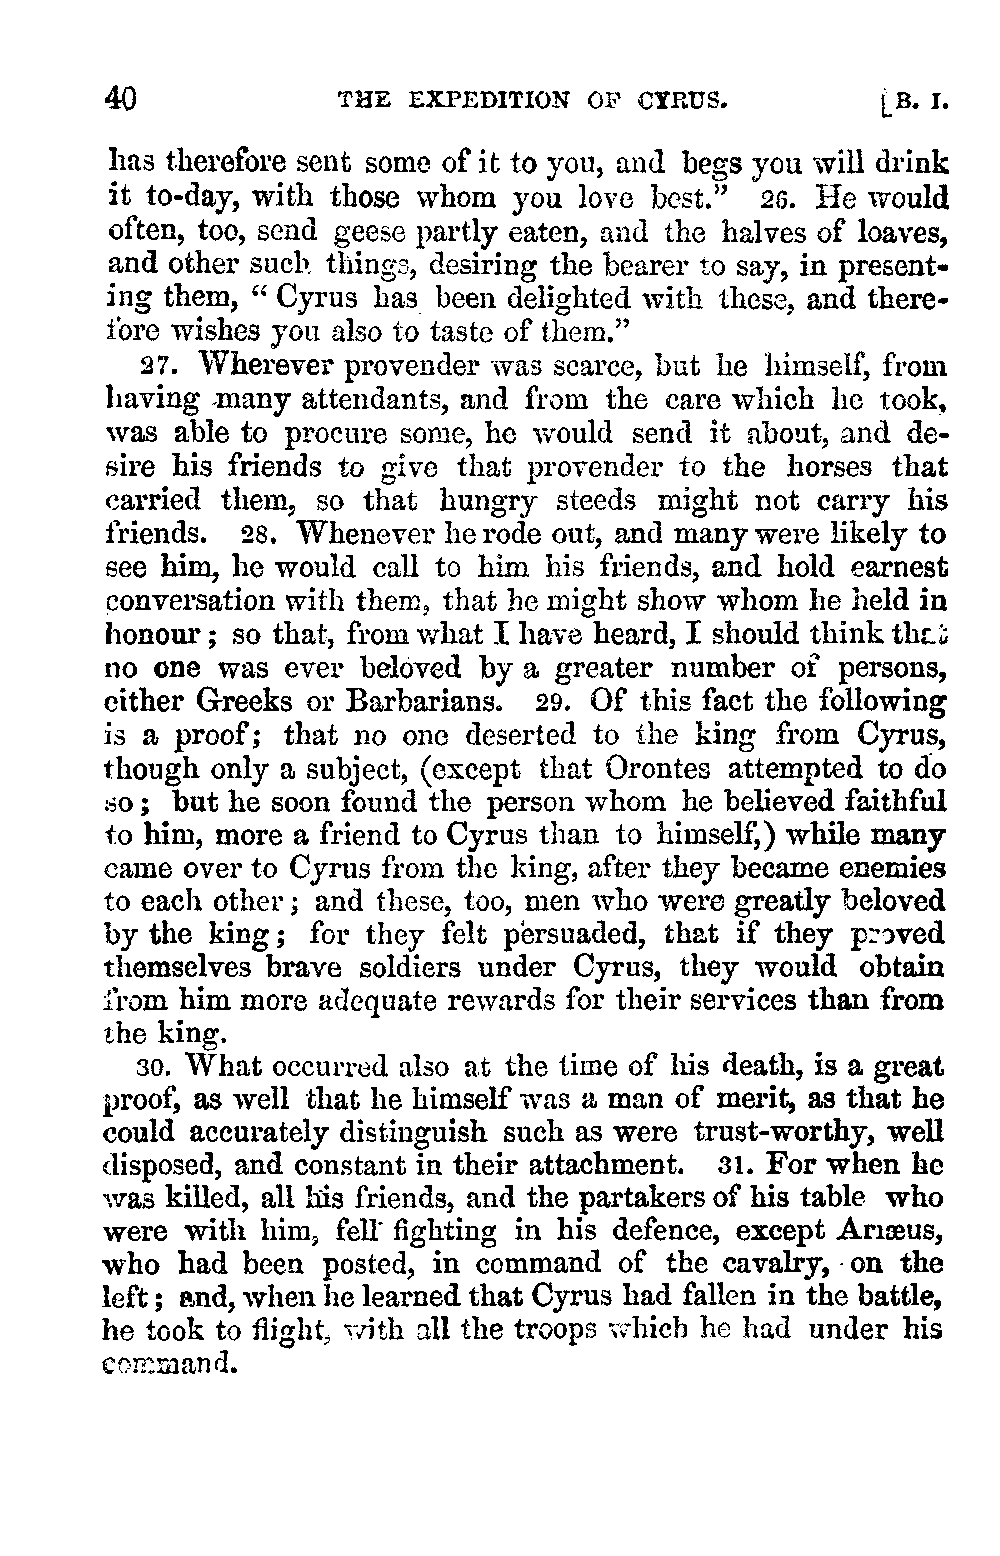 40 THE EXPEDITION OF CYRUS. [B. I.
has therefore sent some of it to you, and begs you will drink
it to-day, with those whom you love best.” 26. He would
often, too, send geese partly eaten, and the halves of loaves,
and other such things, desiring the bearer to say, in present-
ing them, “ Cyrus has been delighted with these, and there-
fore wishes you also to taste of them.”
27. Wherever provender was scarce, but he himself, from
having many attendants, and from the care which he took,
was able to procure some, he would send it about, and de-
sire his friends to give that provender to the horses that
carried them, so that hungry steeds might not carry his
friends. 28. Whenever he rode out, and many were likely to
see him, he would call to him his friends, and hold earnest
conversation with them, that he might show whom he held in
honour ; so that, from what I have heard, I should think that
no one was ever beloved by a greater number of persons,
either Greeks or Barbarians. 29. Of this fact the following
is a proof; that no one deserted to the king from Cyrus,
though only a subject, (except that Orontes attempted to do
so ; but he soon found the person whom he believed faithful
to him, more a friend to Cyrus than to himself,) while many
came over to Cyrus from the king, after they became enemies
to each other ; and these, too, men who were greatly beloved
by the king ; for they felt persuaded, that if they proved
themselves brave soldiers under Cyrus, they would obtain
from him more adequate rewards for their services than from
the king.
30. What occurred also at the time of his death, is a great
proof, as well that he himself was a man of merit, as that he
could accurately distinguish such as were trust-worthy, well
disposed, and constant in their attachment. 31. For when he
was killed, all his friends, and the partakers of his table who
were with him, fell fighting in his defence, except Ariæus,
who had been posted, in command of the cavalry, on the
left ; and, when he learned that Cyrus had fallen in the battle,
he took to flight, with all the troops which he had under his
command.